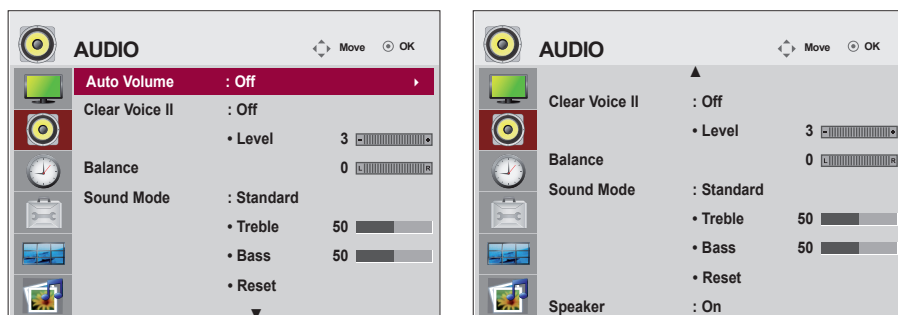 AUDIO Move OK
Auto Volume : Off
Clear Voice II : Off
• Level 3 - +
Balance 0 L R
Sound Mode : Standard
• Treble 50
• Bass 50
• Reset
AUDIO Move OK
Clear Voice II : Off
• Level 3 - +
Balance 0 L R
Sound Mode : Standard
• Treble 50
• Bass 50
• Reset
Speaker : On